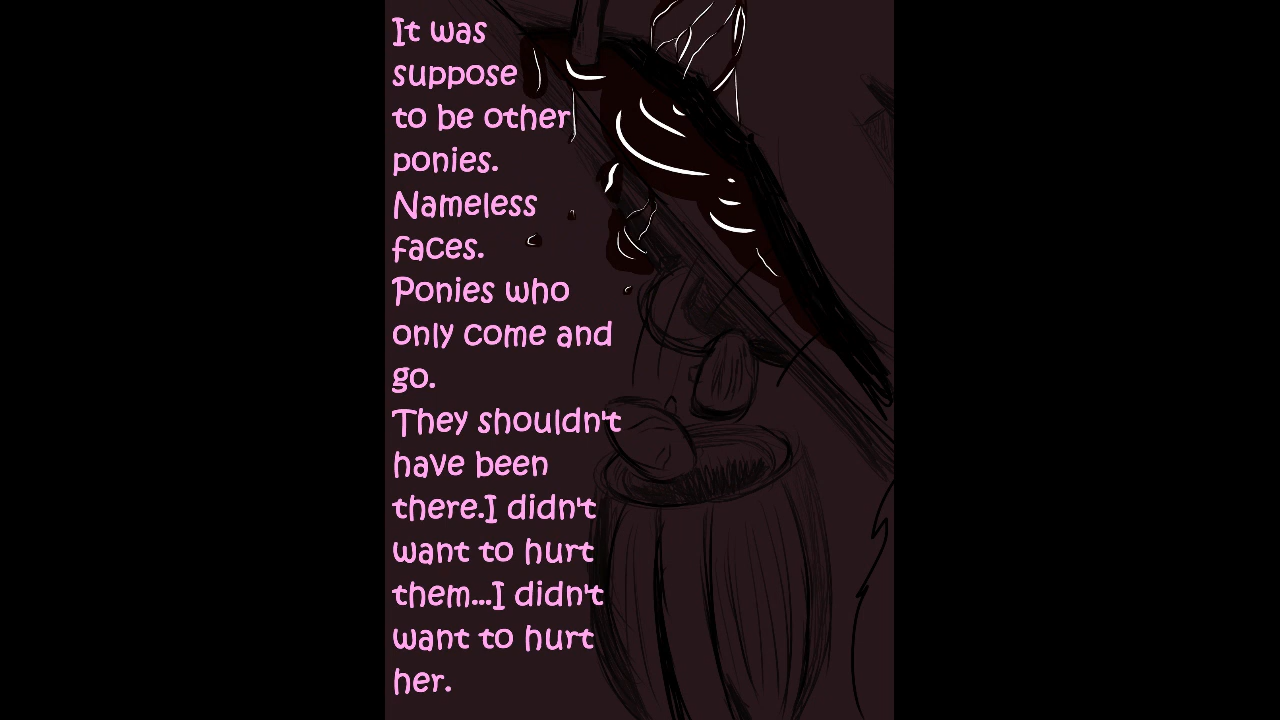 It was
suppose
to be other
ponies.
Nameless
faces.
Ponies who
only come and
go.
They shouldn't
have been
there.I didn't
want to hurt
them...I didn't
want to hurt
her.